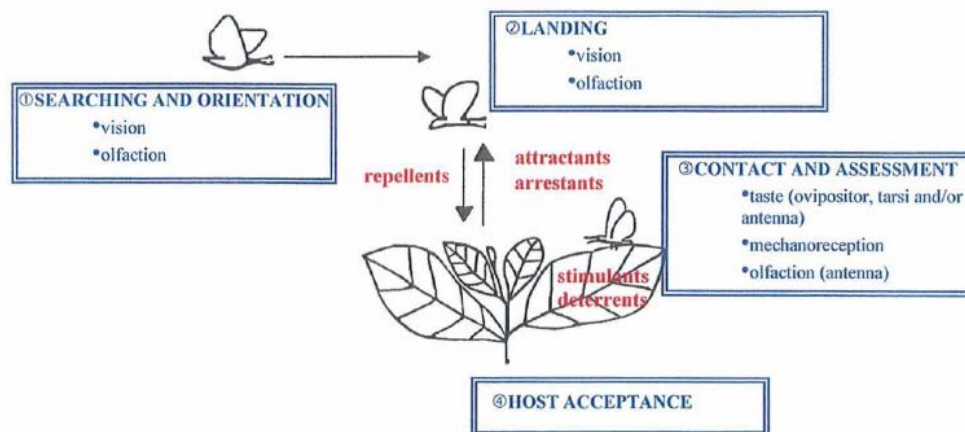 ①SEARCHING AND ORIENTATION
•vision
•olfaction
②LANDING
•vision
•olfaction
repellents
attractants
arrestants
③CONTACT AND ASSESSMENT
•taste (ovipositor, tarsi and/or
antenna)
•mechanoreception
•olfaction (antenna)
stimulants
deterrents
④HOST ACCEPTANCE